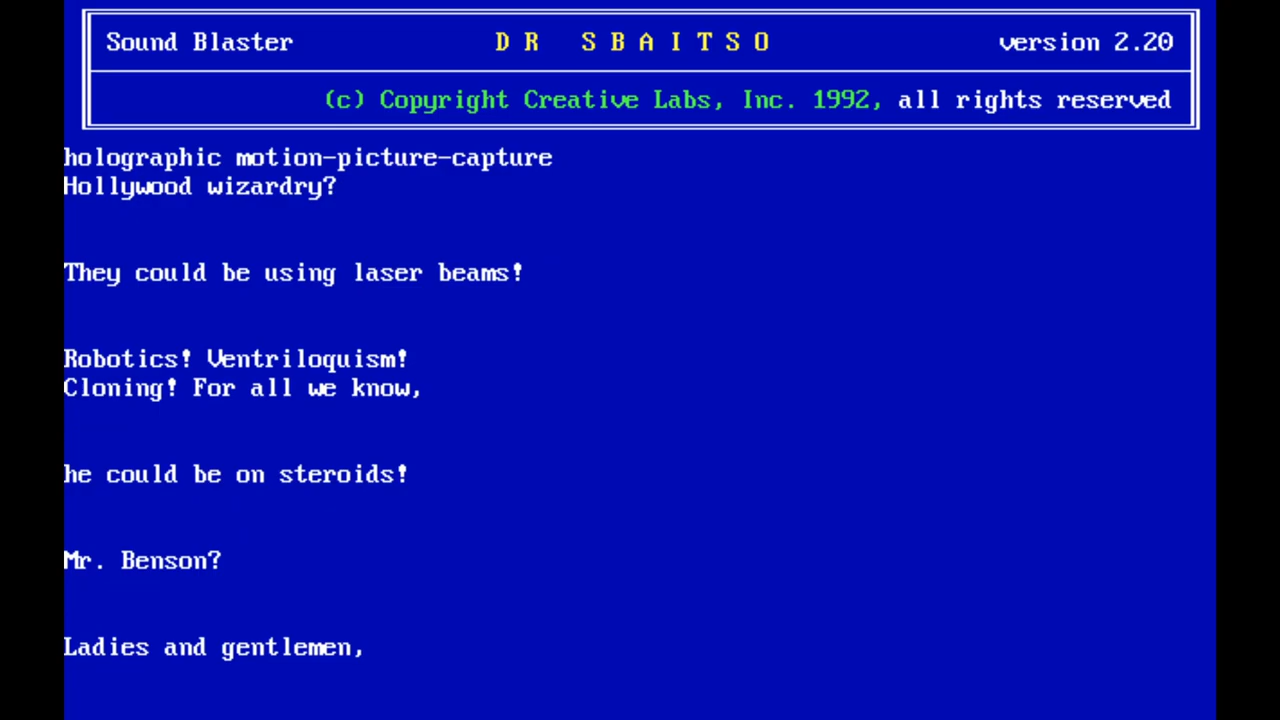 Sound Blaster D R S B A I T S O version 2.20
(c) Copyright Creative Labs, Inc. 1992, all rights reserved
holographic motion-picture-capture
Hollywood wizardry?
They could be using laser beams!
Robotics! Ventriloquism!
Cloning! For all we know,
he could be on steroids!
Mr. Benson?
Ladies and gentlemen,